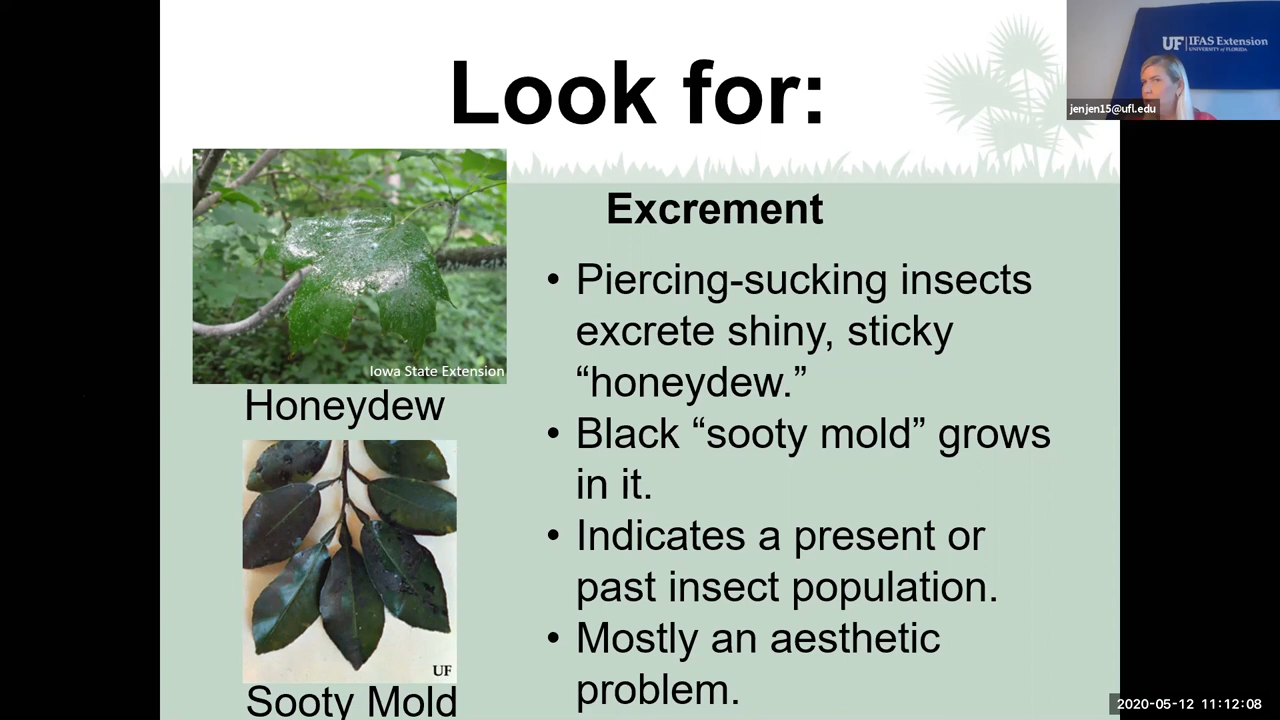 Look for:
UF IFAS Extension
UNIVERSITY of FLORIDA
jenjen15@ufl.edu
Iowa State Extension
Honeydew
UF
Sooty Mold
Excrement
• Piercing-sucking insects
excrete shiny, sticky
“honeydew.”
• Black “sooty mold” grows
in it.
• Indicates a present or
past insect population.
• Mostly an aesthetic
problem.
2020-05-12 11:12:08